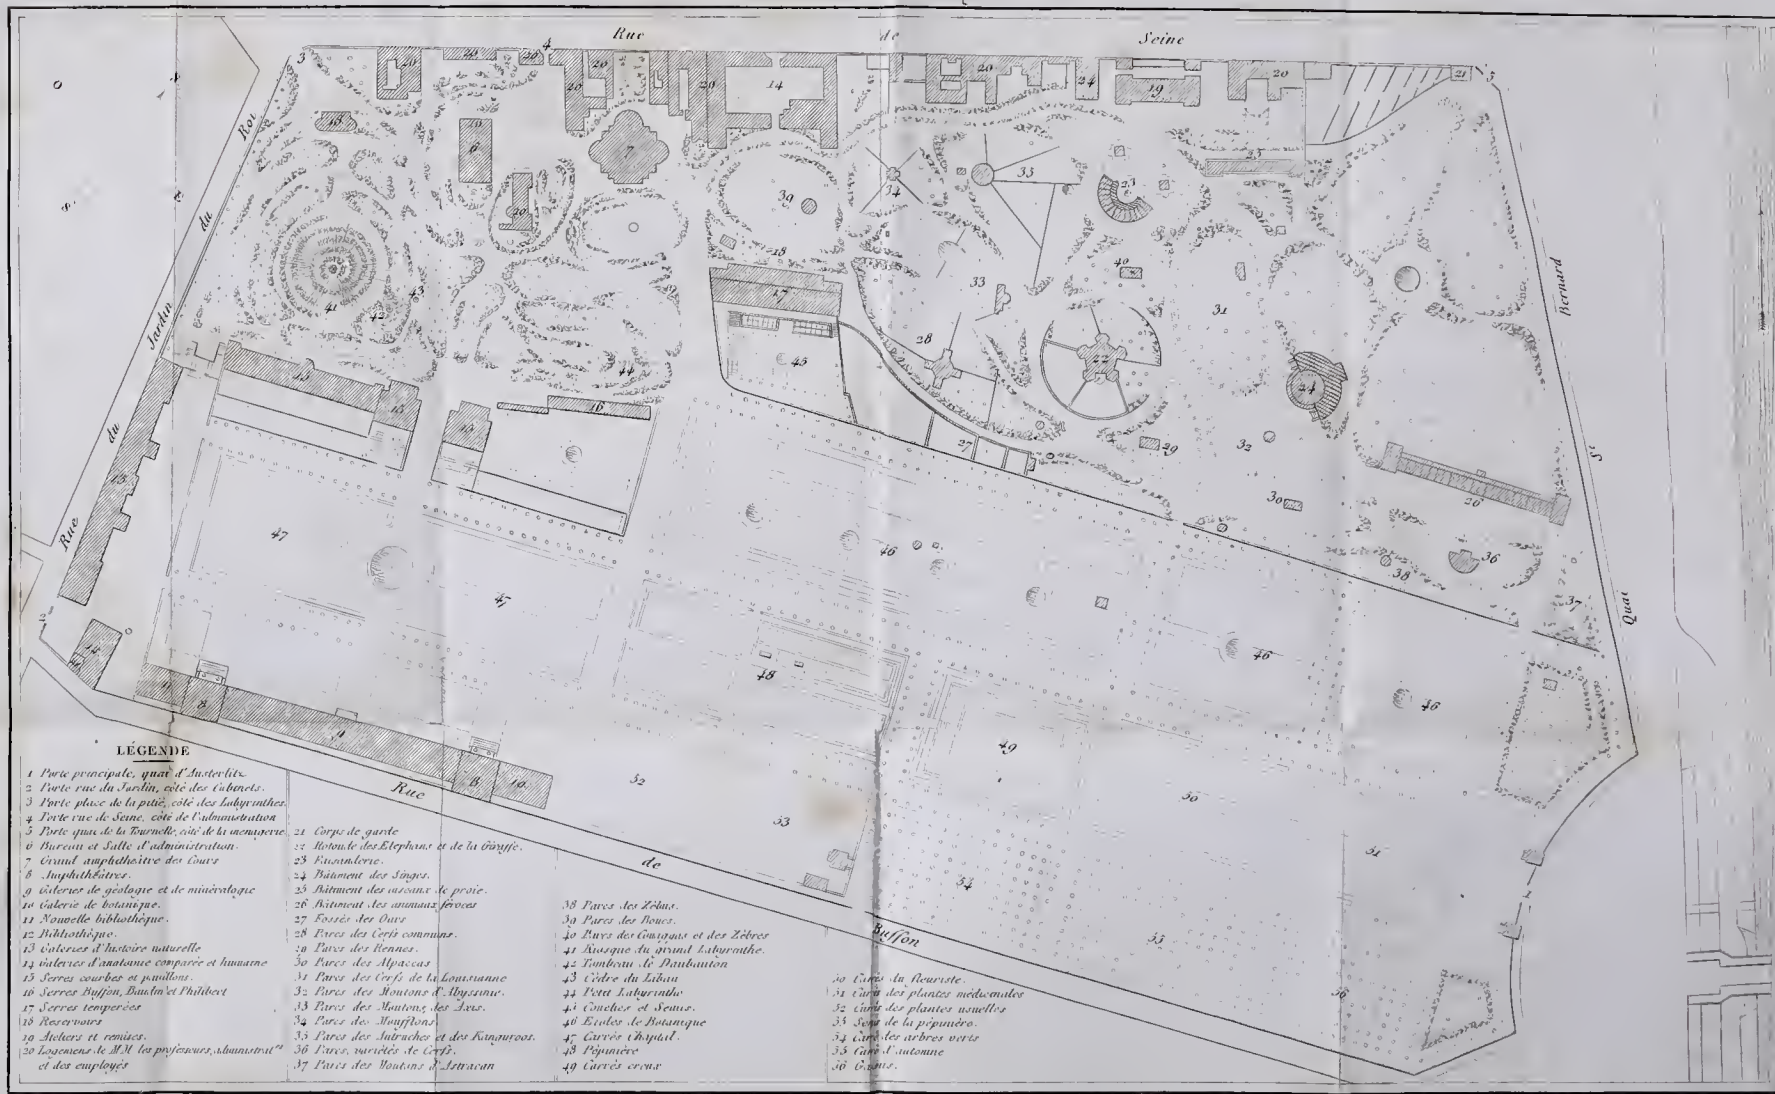 Rue de Seine
Rue du Jardin du Roi
Quai St Bernard
Rue de Buffon
LÉGENDE
1 Porte principale, quai d'Austerlitz
2 Porte rue du Jardin, côté des Cabinets.
3 Porte place de la pitié, côté des Labyrinthes.
4 Porte rue de Seine, côté de l'administration
5 Porte quai de la Tournelle, côté de la ménagerie
6 Bureau et Salle d'administration.
7 Grand amphithéâtre des Cours
8 Amphithéâtres.
9 Galeries de géologie et de minéralogie
10 Galerie de botanique.
11 Nouvelle bibliothèque.
12 Bibliothèque.
13 Galeries d'histoire naturelle
14 Galeries d'anatomie comparée et humaine
15 Serres courbes et pavillons.
16 Serres Buffon, Baudin et Philibert
17 Serres tempérées
18 Reservoirs
19 Ateliers et remises.
20 Logemens de MM. les professeurs, administrat.rs
et des employés
21 Corps de garde
22 Rotonde des Elephans et de la Giraffe.
23 Faisanderie.
24 Bâtiment des Singes.
25 Bâtiment des oiseaux de proie.
26 Bâtiment des animaux féroces
27 Fossés des Ours
28 Parcs des Cerfs communs.
29 Parcs des Rennes.
30 Parcs des Alpaccas
31 Parcs des Cerfs de la Louisianne
32 Parcs des Moutons d'Abyssinie.
33 Parcs des Moutons, des Axis.
34 Parcs des Moufflons
35 Parcs des Autruches et des Kanguroos.
36 Parcs, variétés de Cerfs.
37 Parcs des Moutons d'Astracan
38 Parcs des Zébus.
39 Parcs des Boucs.
40 Parcs des Couaggas et des Zèbres
41 Kiosque du grand Labyrinthe.
42 Tombeau de Daubanton
43 Cèdre du Liban
44 Petit Labyrinthe
45 Couches et Semis.
46 Ecoles de Botanique
47 Carrés Chaptal.
48 Pépinière
49 Carrés creux
50 Carrés du fleuriste.
51 Carré des plantes médicinales
52 Carrés des plantes usuelles
53 de la pépinière.
54 Carré des arbres verts
55 Carré d'automne
56